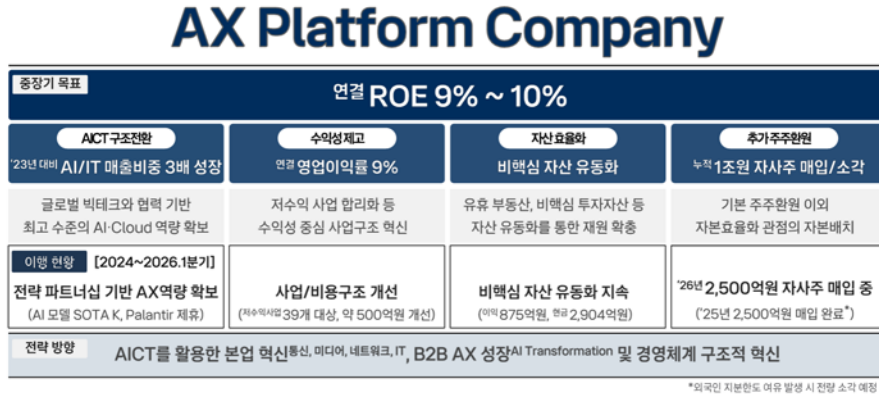 AX Platform Company
중장기 목표
연결 ROE 9% ~ 10%
AICT 구조전환
'23년 대비 AI/IT 매출비중 3배 성장
글로벌 빅테크와 협력 기반
최고 수준의 AI·Cloud 역량 확보
수익성 제고
연결 영업이익률 9%
저수익 사업 합리화 등
수익성 중심 사업구조 혁신
자산 효율화
비핵심 자산 유동화
유휴 부동산, 비핵심 투자자산 등
자산 유동화를 통한 재원 확충
추가 주주환원
누적 1조원 자사주 매입/소각
기본 주주환원 이외
자본효율화 관점의 자본배치
이행 현황 [2024~2026.1분기]
전략 파트너십 기반 AX역량 확보
(AI 모델 SOTA K, Palantir 제휴)
사업/비용구조 개선
(저수익사업 39개 대상, 약 500억원 개선)
비핵심 자산 유동화 지속
(이익 875억원, 현금 2,904억원)
'26년 2,500억원 자사주 매입 중
('25년 2,500억원 매입 완료*)
전략 방향
AICT를 활용한 본업 혁신통신, 미디어, 네트워크, IT, B2B AX 성장AI Transformation 및 경영체계 구조적 혁신
*외국인 지분한도 여유 발생 시 전량 소각 예정